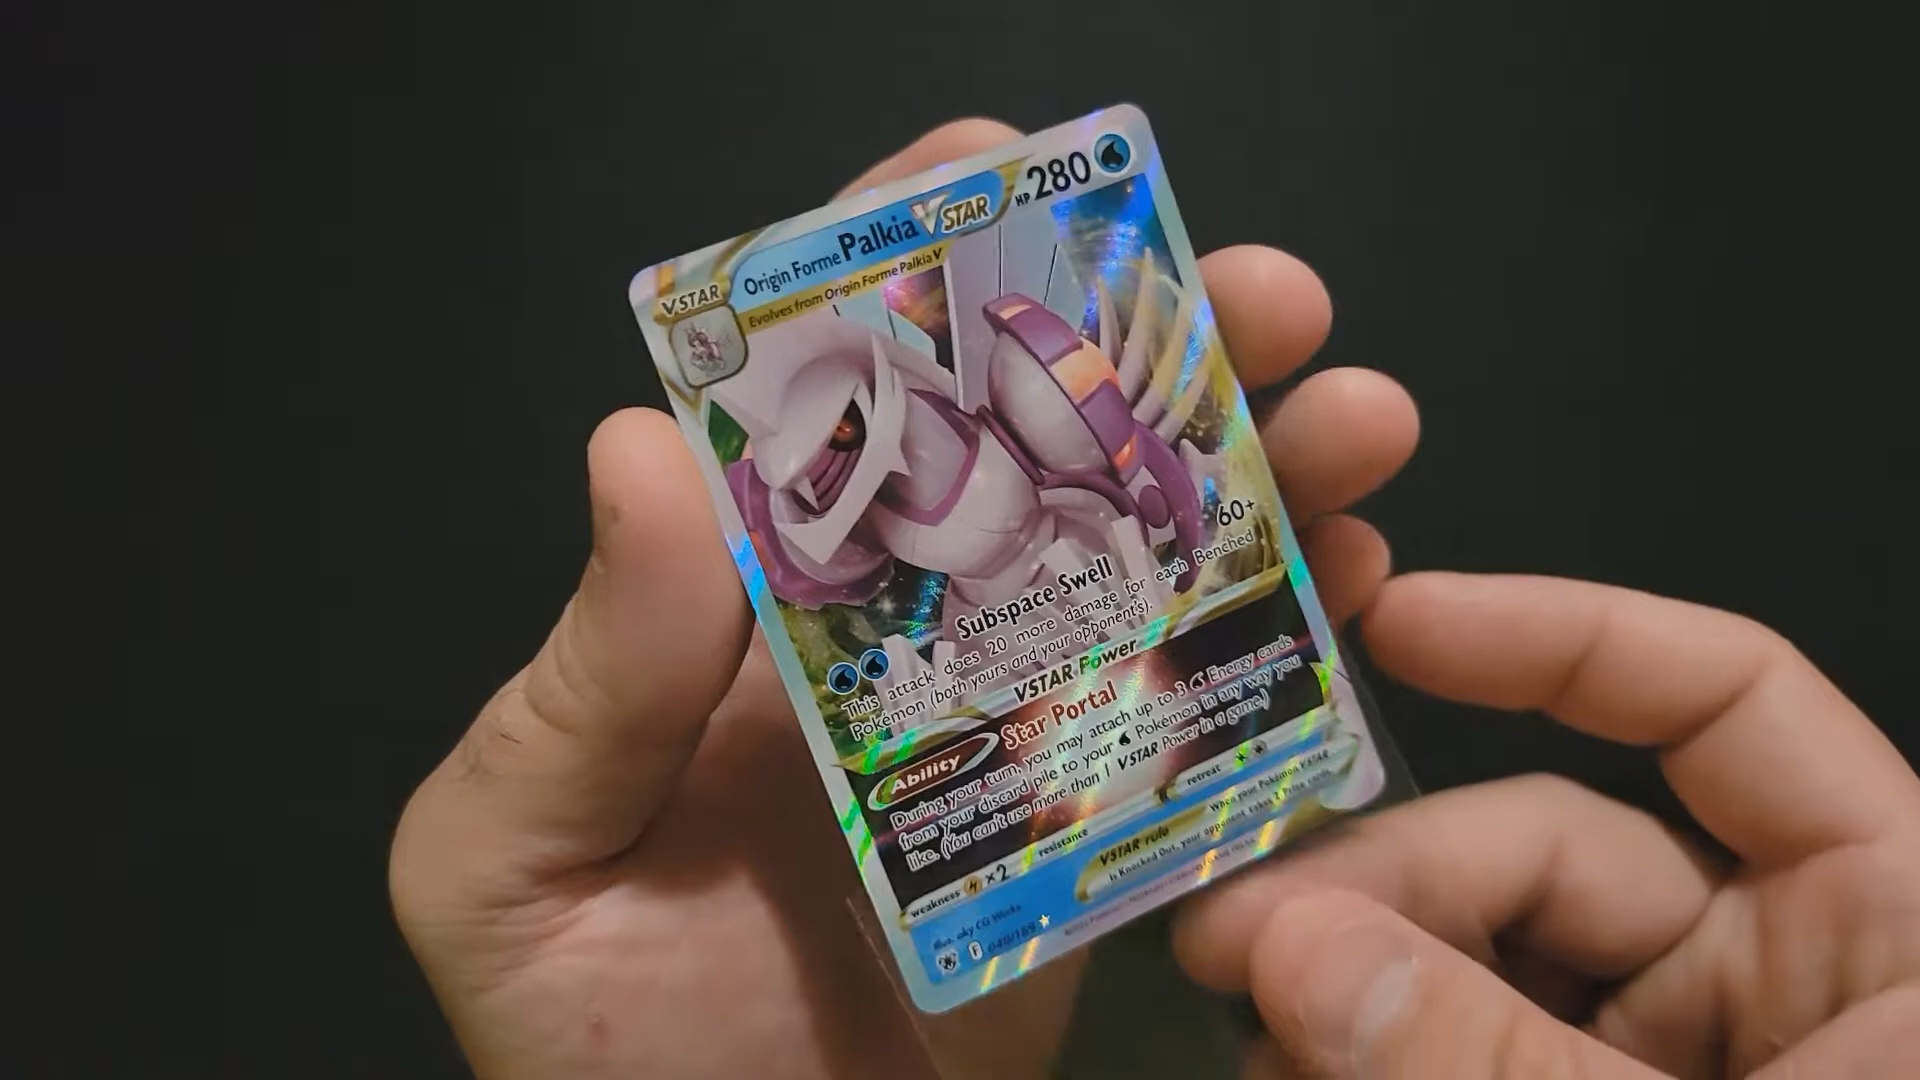 Origin Forme Palkia VSTAR HP 280
VSTAR
Evolves from Origin Forme Palkia V
Subspace Swell 60+
This attack does 20 more damage for each Benched
Pokémon (both yours and your opponent's).
VSTAR Power
Ability Star Portal
During your turn, you may attach up to 3 Energy cards
from your discard pile to your Pokémon in any way you
like. (You can't use more than 1 VSTAR Power in a game.)
weakness ×2 resistance retreat
VSTAR rule When your Pokémon VSTAR
is Knocked Out, your opponent takes 2 Prize cards.
Illus. aky CG Works
F 040/189